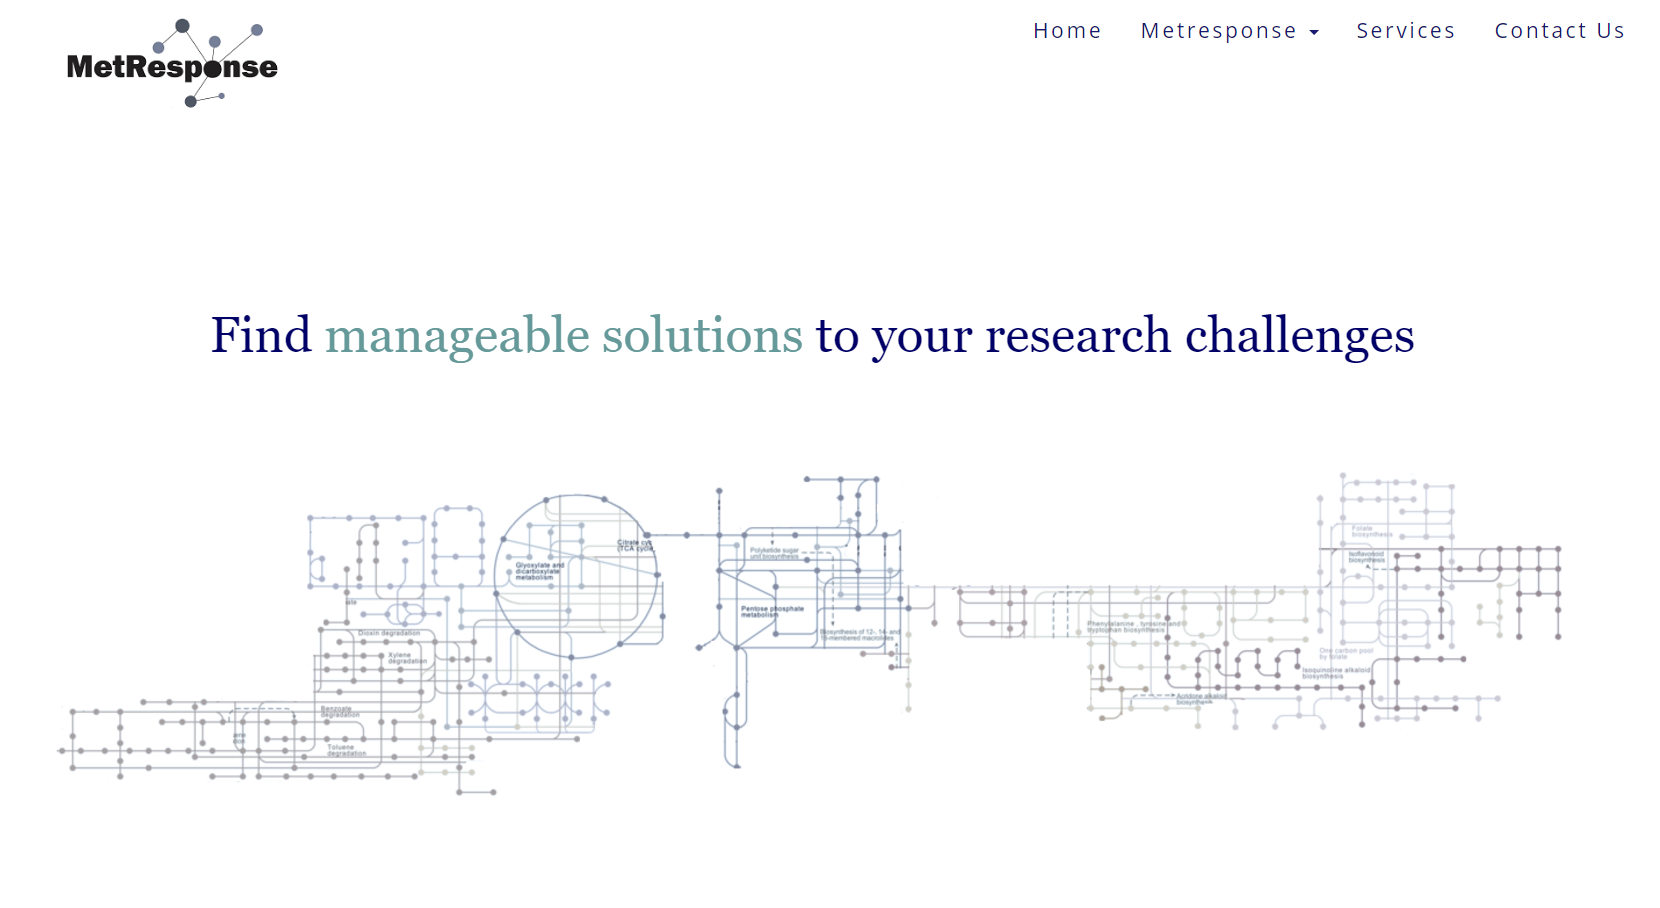 MetResponse
Home Metresponse Services Contact Us
Find manageable solutions to your research challenges
Citrate cyc
(TCA cycle
Glyoxylate and
dicarboxylate
metabolism
Polyketide sugar
unit biosynthesis
Pentose phosphate
metabolism
Biosynthesis of 12-, 14- and
16-membered macrolides
Folate
biosynthesis
Isoflavonoid
biosynthesis
Phenylalanine , tyrosine and
tryptophan biosynthesis
One carbon pool
by folate
Isoquinoline alkaloid
biosynthesis
Acridone alkaloid
biosynthesis
Dioxin degradation
Xylene
degradation
Benzoate
degradation
Toluene
degradation